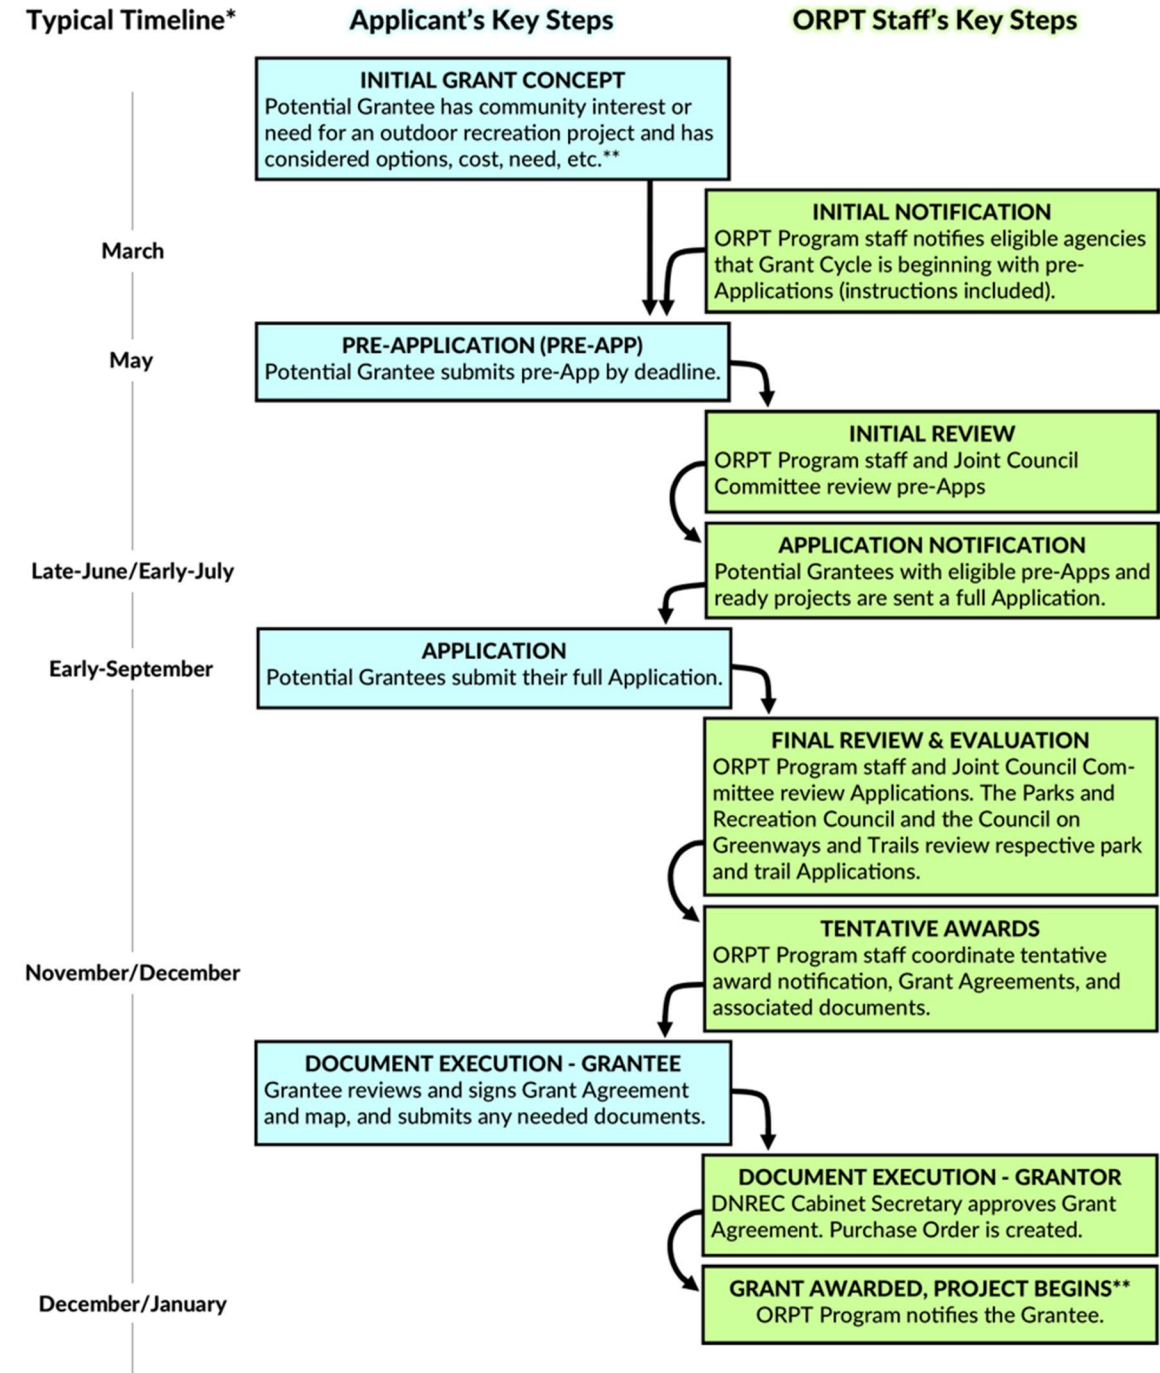 Typical Timeline*
Applicant's Key Steps
ORPT Staff's Key Steps
INITIAL GRANT CONCEPT
Potential Grantee has community interest or
need for an outdoor recreation project and has
considered options, cost, need, etc.**
March
INITIAL NOTIFICATION
ORPT Program staff notifies eligible agencies
that Grant Cycle is beginning with pre-
Applications (instructions included).
May
PRE-APPLICATION (PRE-APP)
Potential Grantee submits pre-App by deadline.
INITIAL REVIEW
ORPT Program staff and Joint Council
Committee review pre-Apps
Late-June/Early-July
APPLICATION NOTIFICATION
Potential Grantees with eligible pre-Apps and
ready projects are sent a full Application.
Early-September
APPLICATION
Potential Grantees submit their full Application.
FINAL REVIEW & EVALUATION
ORPT Program staff and Joint Council Com-
mittee review Applications. The Parks and
Recreation Council and the Council on
Greenways and Trails review respective park
and trail Applications.
November/December
TENTATIVE AWARDS
ORPT Program staff coordinate tentative
award notification, Grant Agreements, and
associated documents.
DOCUMENT EXECUTION - GRANTEE
Grantee reviews and signs Grant Agreement
and map, and submits any needed documents.
DOCUMENT EXECUTION - GRANTOR
DNREC Cabinet Secretary approves Grant
Agreement. Purchase Order is created.
December/January
GRANT AWARDED, PROJECT BEGINS**
ORPT Program notifies the Grantee.